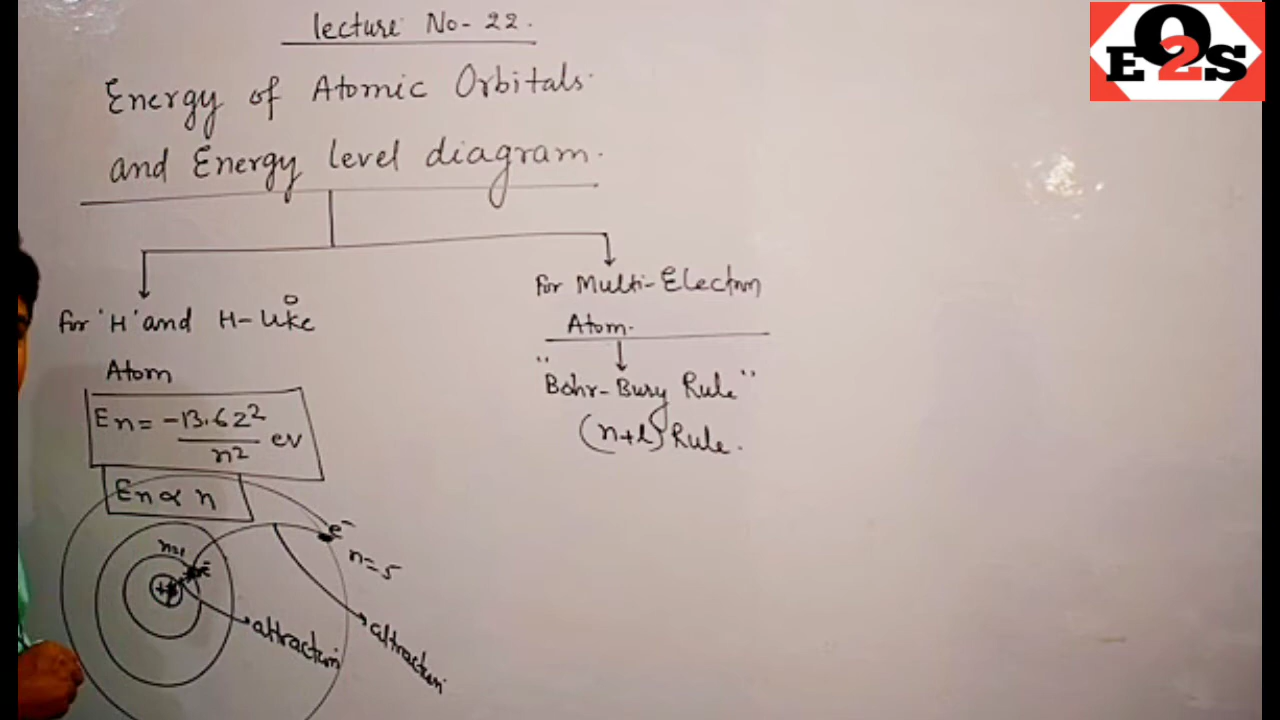 lecture No-22.
Energy of Atomic Orbitals
and Energy level diagram.
for 'H' and H-like
Atom
En = -13.6Z²/n² ev
En ∝ n
n=1
e⁻
+
e⁻
n=5
attraction
attraction
for Multi-Electron
Atom.
"Bohr-Bury Rule"
(n+l) Rule.
EO2S